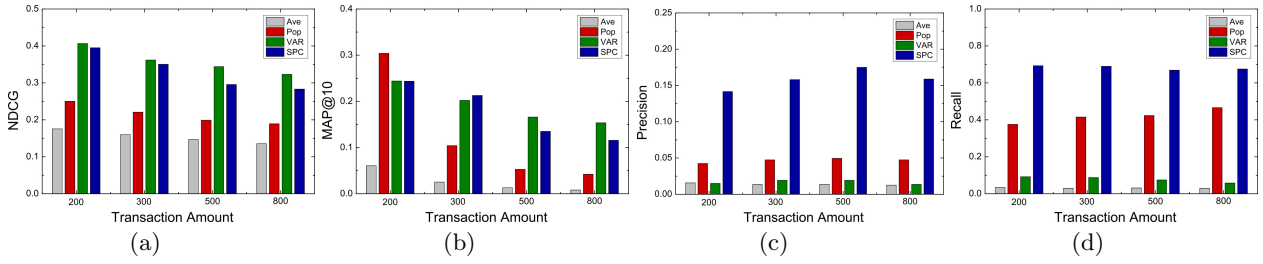 0.5
0.4
0.3
0.2
0.1
0.0
NDCG
Ave
Pop
VAR
SPC
200
300
500
800
Transaction Amount
(a)
0.4
0.3
0.2
0.1
0.0
MAP@10
Ave
Pop
VAR
SPC
200
300
500
800
Transaction Amount
(b)
0.25
0.20
0.15
0.10
0.05
0.00
Precision
Ave
Pop
VAR
SPC
200
300
500
800
Transaction Amount
(c)
1.0
0.8
0.6
0.4
0.2
0.0
Recall
Ave
Pop
VAR
SPC
200
300
500
800
Transaction Amount
(d)